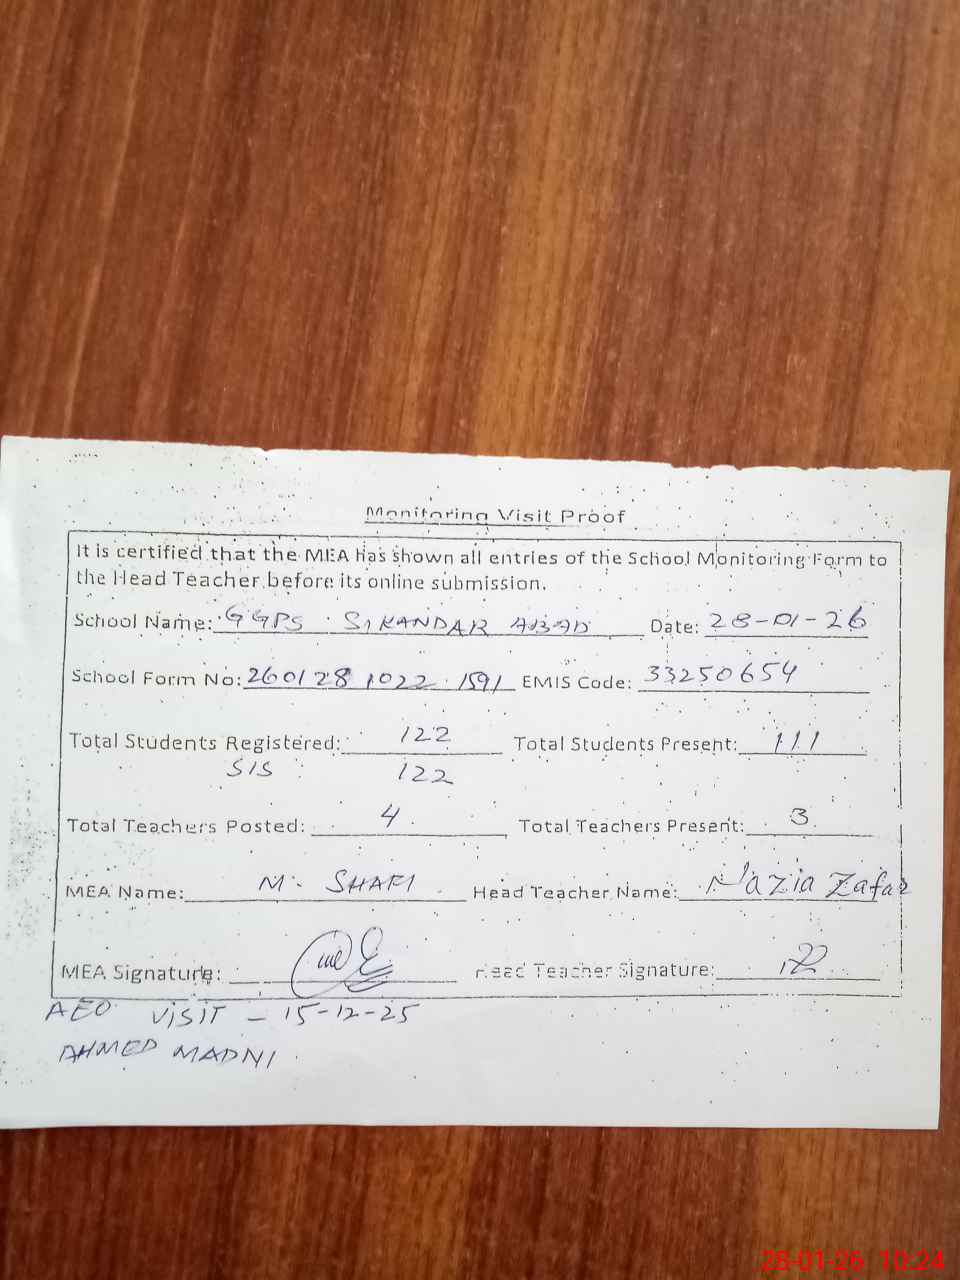 Monitoring Visit Proof
It is certified that the MEA has shown all entries of the School Monitoring Form to
the Head Teacher before its online submission.
School Name: GGPS SIKANDAR ABAD Date: 28-01-26
School Form No: 260128 1022 1591 EMIS Code: 33250654
Total Students Registered: 122 Total Students Present: 111
SIS : 122
Total Teachers Posted: 4 Total Teachers Present: 3
MEA Name: M. SHAFI Head Teacher Name: Nazia Zafar
MEA Signature: Head Teacher Signature:
AEO VISIT - 15-12-25
AHMED MADNI
28-01-26 10:24